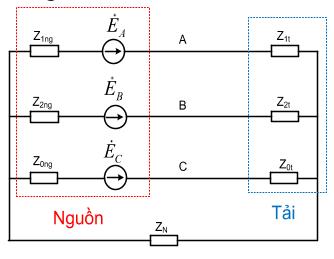 Z1ng ĖA A Z1t
Z2ng ĖB B Z2t
Z0ng ĖC C Z0t
Nguồn Tải
ZN